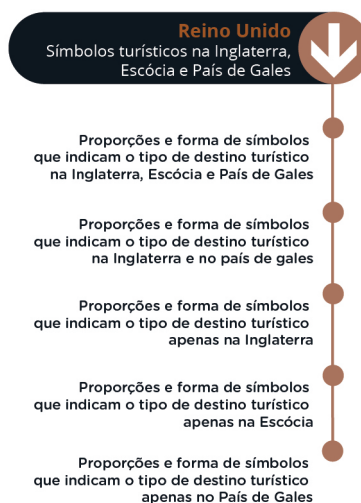 Reino Unido
Símbolos turísticos na Inglaterra,
Escócia e País de Gales
Proporções e forma de símbolos
que indicam o tipo de destino turístico
na Inglaterra, Escócia e País de Gales
Proporções e forma de símbolos
que indicam o tipo de destino turístico
na Inglaterra e no país de gales
Proporções e forma de símbolos
que indicam o tipo de destino turístico
apenas na Inglaterra
Proporções e forma de símbolos
que indicam o tipo de destino turístico
apenas na Escócia
Proporções e forma de símbolos
que indicam o tipo de destino turístico
apenas no País de Gales